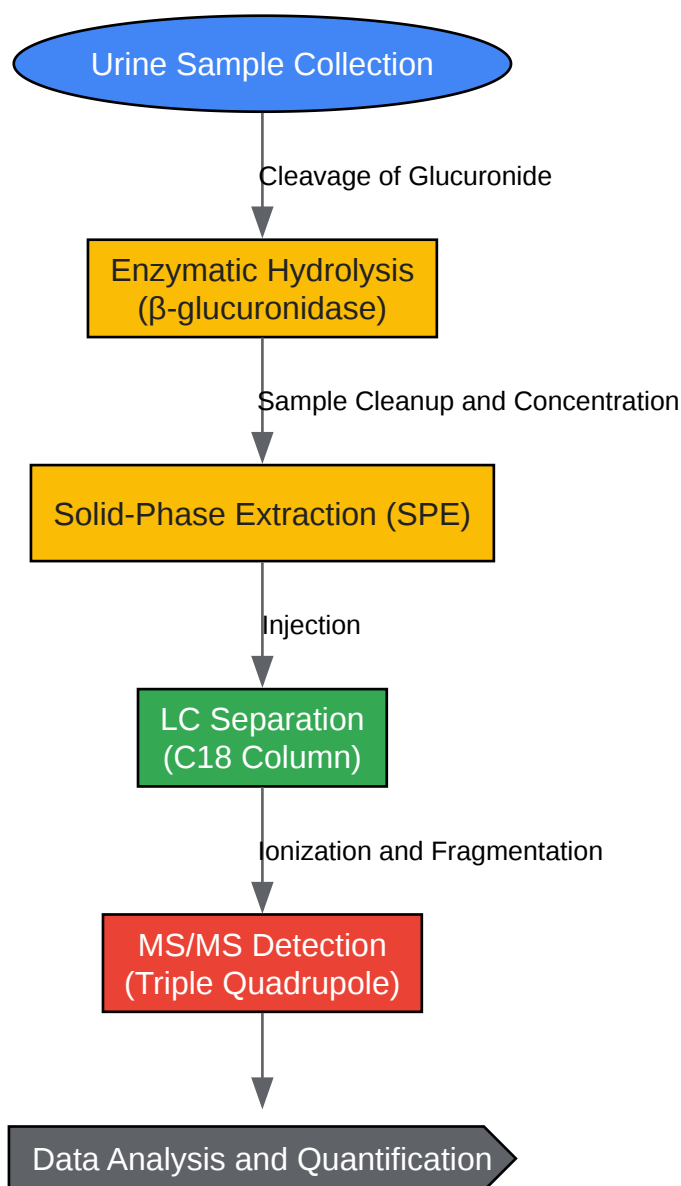 Urine Sample Collection
Cleavage of Glucuronide
Enzymatic Hydrolysis
(β-glucuronidase)
Sample Cleanup and Concentration
Solid-Phase Extraction (SPE)
Injection
LC Separation
(C18 Column)
Ionization and Fragmentation
MS/MS Detection
(Triple Quadrupole)
Data Analysis and Quantification